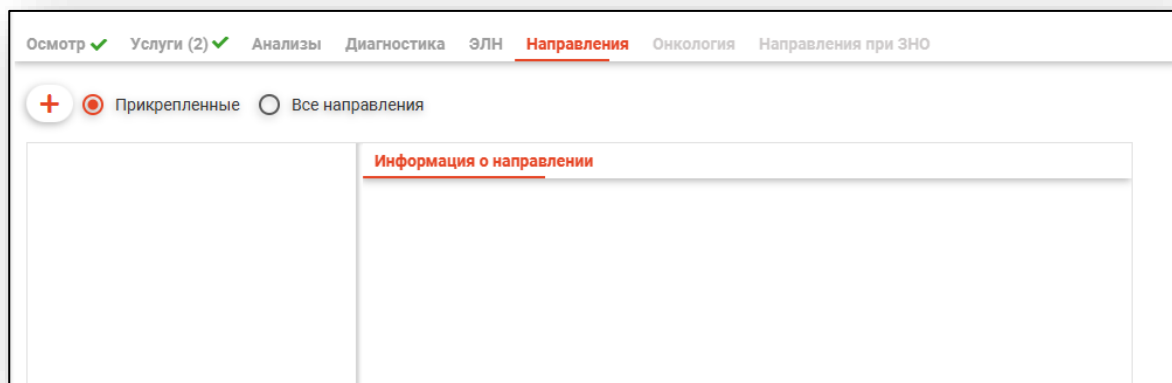 Осмотр Услуги (2) Анализы Диагностика ЭЛН Направления Онкология Направления при ЗНО
+ Прикрепленные Все направления
Информация о направлении